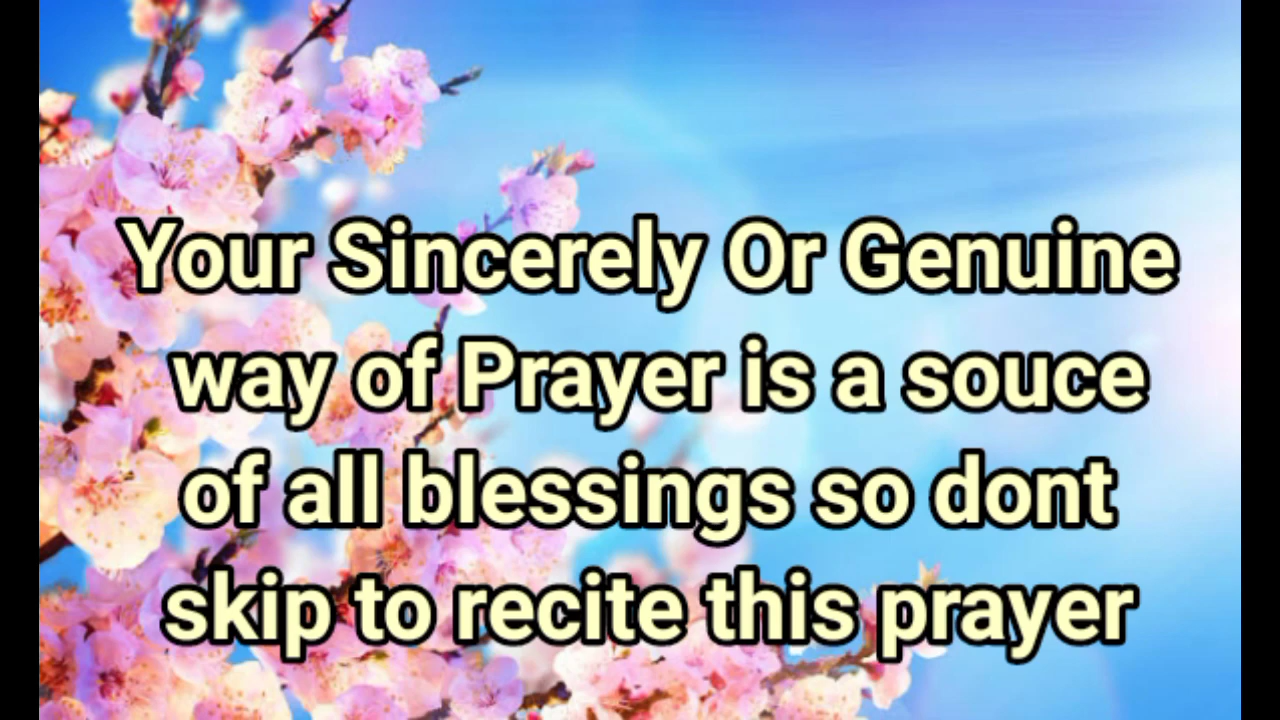 Your Sincerely Or Genuine
way of Prayer is a souce
of all blessings so dont
skip to recite this prayer